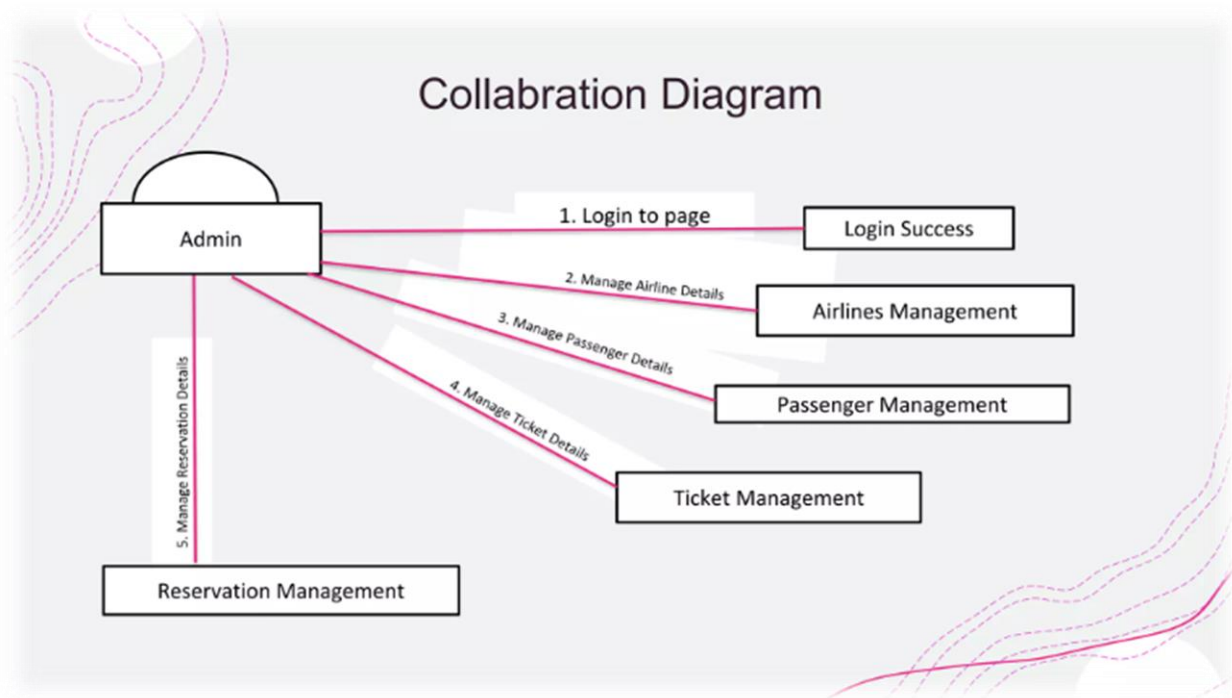 Collabration Diagram
Admin
1. Login to page
Login Success
2. Manage Airline Details
Airlines Management
3. Manage Passenger Details
Passenger Management
4. Manage Ticket Details
Ticket Management
5. Manage Reservation Details
Reservation Management